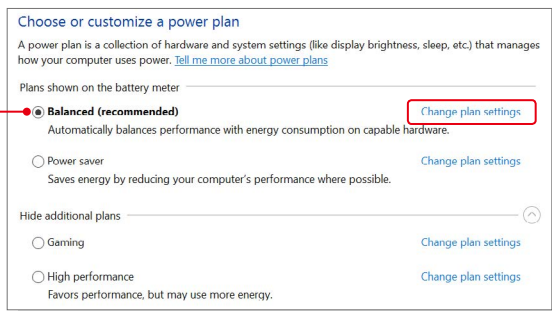 Choose or customize a power plan
A power plan is a collection of hardware and system settings (like display brightness, sleep, etc.) that manages
how your computer uses power. Tell me more about power plans
Plans shown on the battery meter
Balanced (recommended) Change plan settings
Automatically balances performance with energy consumption on capable hardware.
Power saver Change plan settings
Saves energy by reducing your computer's performance where possible.
Hide additional plans
Gaming Change plan settings
High performance Change plan settings
Favors performance, but may use more energy.